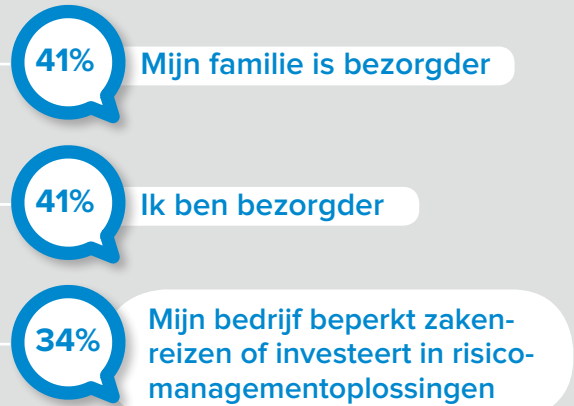 41% Mijn familie is bezorgder
41% Ik ben bezorgder
Mijn bedrijf beperkt zaken-
34% reizen of investeert in risico-
managementoplossingen